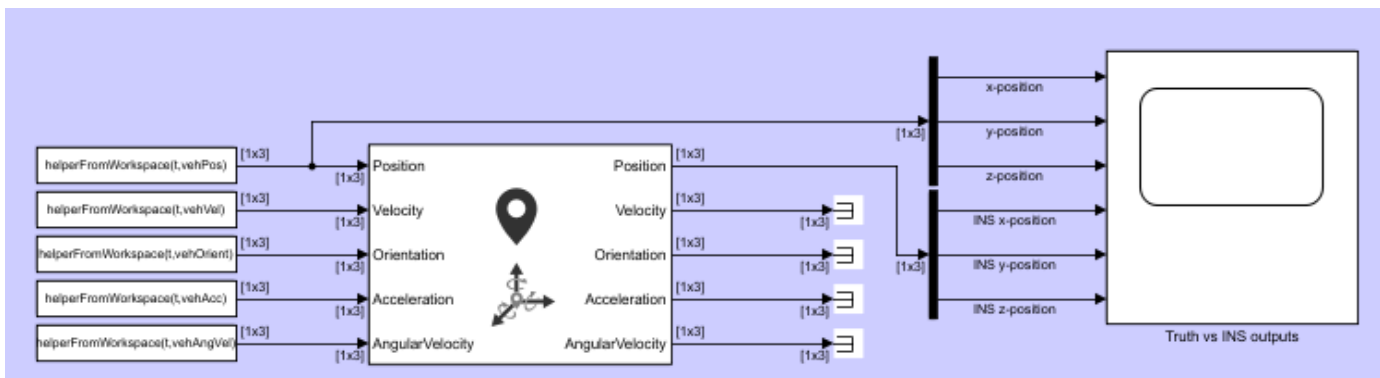 x-position
[1x3]
y-position
[1x3]
helperFromWorkspace(t,vehPos)
[1x3]
Position
Position
[1x3]
z-position
[1x3]
helperFromWorkspace(t,vehVel)
[1x3]
Velocity
Velocity
[1x3]
[1x3]
INS x-position
[1x3]
helperFromWorkspace(t,vehOrient)
[1x3]
Orientation
Orientation
[1x3]
[1x3]
[1x3]
INS y-position
[1x3]
helperFromWorkspace(t,vehAcc)
[1x3]
Acceleration
Acceleration
[1x3]
[1x3]
INS z-position
[1x3]
helperFromWorkspace(t,vehAngVel)
[1x3]
AngularVelocity
AngularVelocity
[1x3]
[1x3]
Truth vs INS outputs